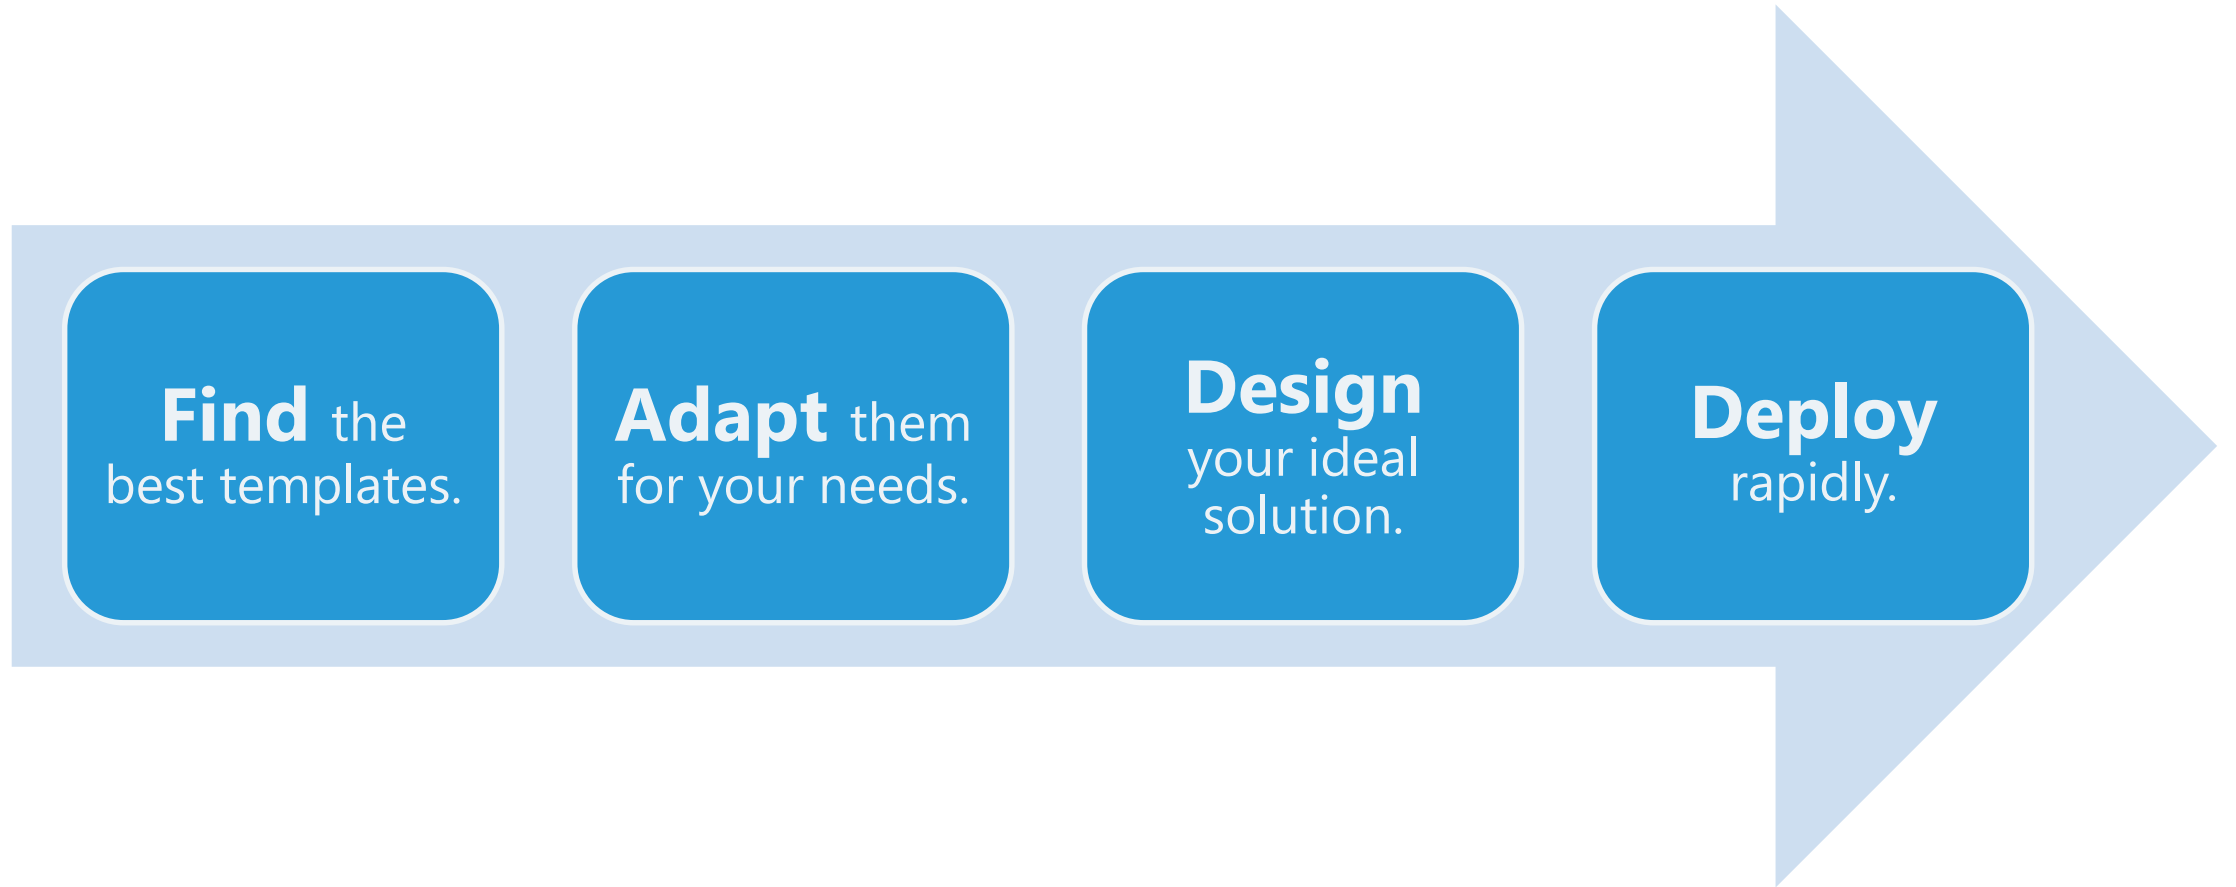 Find the
best templates.
Adapt them
for your needs.
Design
your ideal
solution.
Deploy
rapidly.